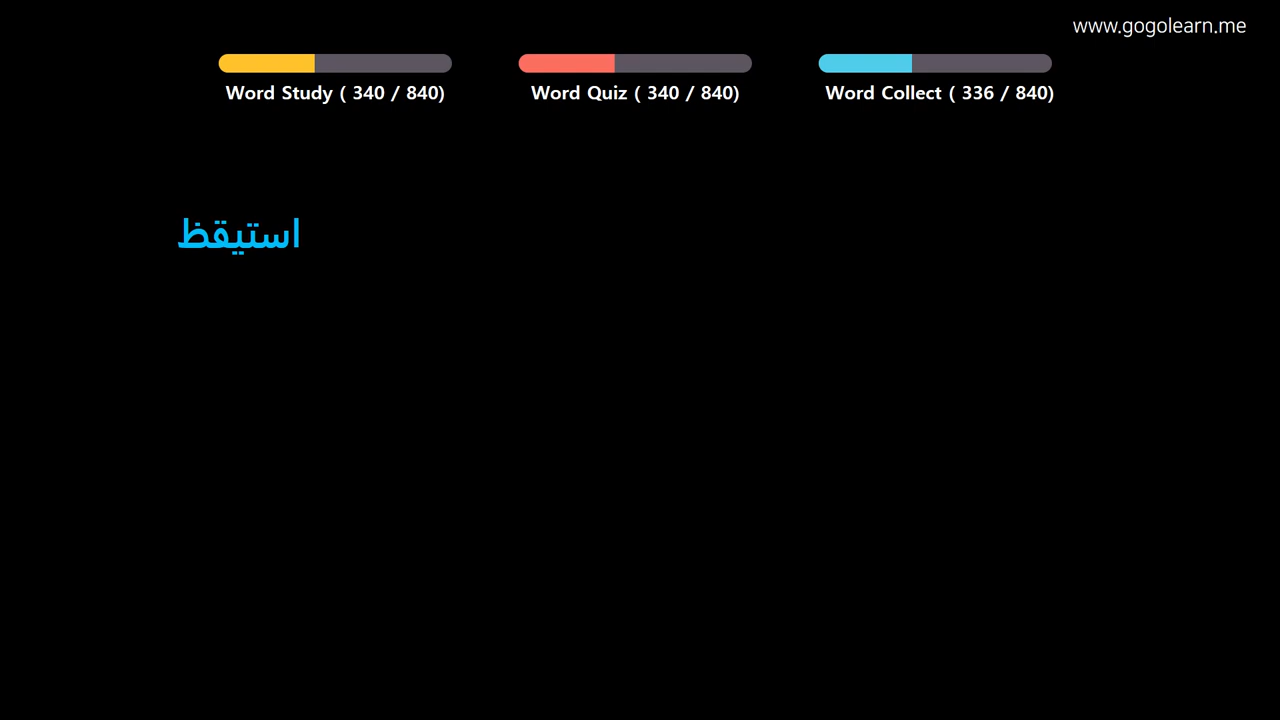 www.gogolearn.me
Word Study ( 340 / 840)
Word Quiz ( 340 / 840)
Word Collect ( 336 / 840)
استيقظ